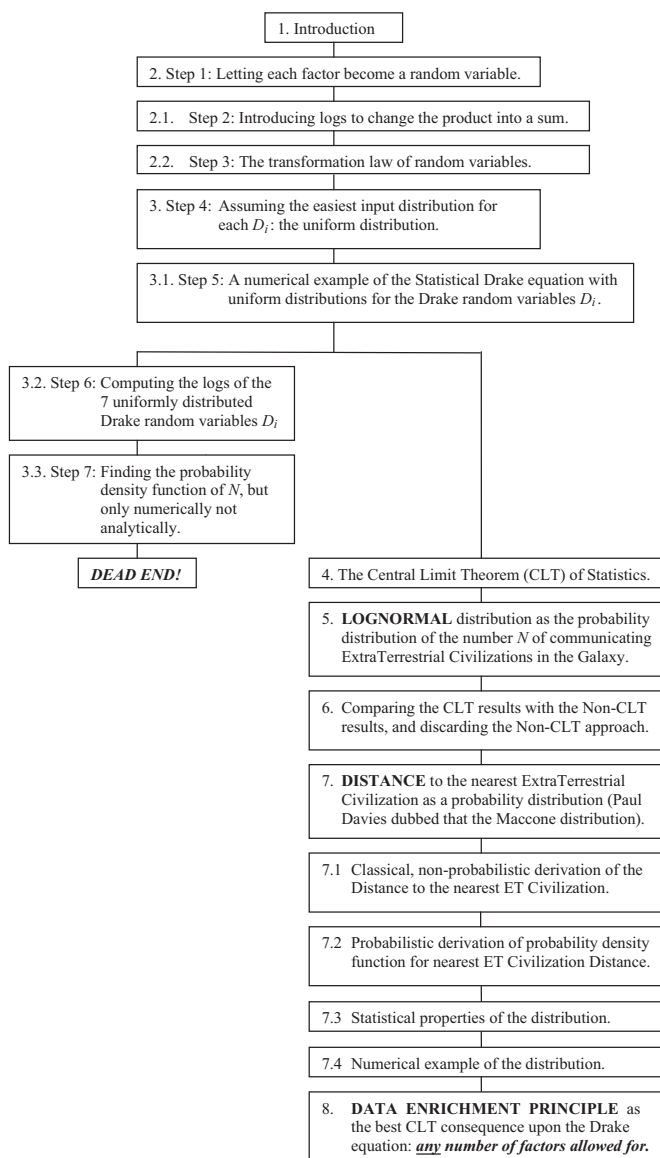 1. Introduction
2. Step 1: Letting each factor become a random variable.
2.1. Step 2: Introducing logs to change the product into a sum.
2.2. Step 3: The transformation law of random variables.
3. Step 4: Assuming the easiest input distribution for
each Di: the uniform distribution.
3.1. Step 5: A numerical example of the Statistical Drake equation with
uniform distributions for the Drake random variables Di.
3.2. Step 6: Computing the logs of the
7 uniformly distributed
Drake random variables Di
3.3. Step 7: Finding the probability
density function of N, but
only numerically not
analytically.
DEAD END!
4. The Central Limit Theorem (CLT) of Statistics.
5. LOGNORMAL distribution as the probability
distribution of the number N of communicating
ExtraTerrestrial Civilizations in the Galaxy.
6. Comparing the CLT results with the Non-CLT
results, and discarding the Non-CLT approach.
7. DISTANCE to the nearest ExtraTerrestrial
Civilization as a probability distribution (Paul
Davies dubbed that the Maccone distribution).
7.1 Classical, non-probabilistic derivation of the
Distance to the nearest ET Civilization.
7.2 Probabilistic derivation of probability density
function for nearest ET Civilization Distance.
7.3 Statistical properties of the distribution.
7.4 Numerical example of the distribution.
8. DATA ENRICHMENT PRINCIPLE as
the best CLT consequence upon the Drake
equation: any number of factors allowed for.